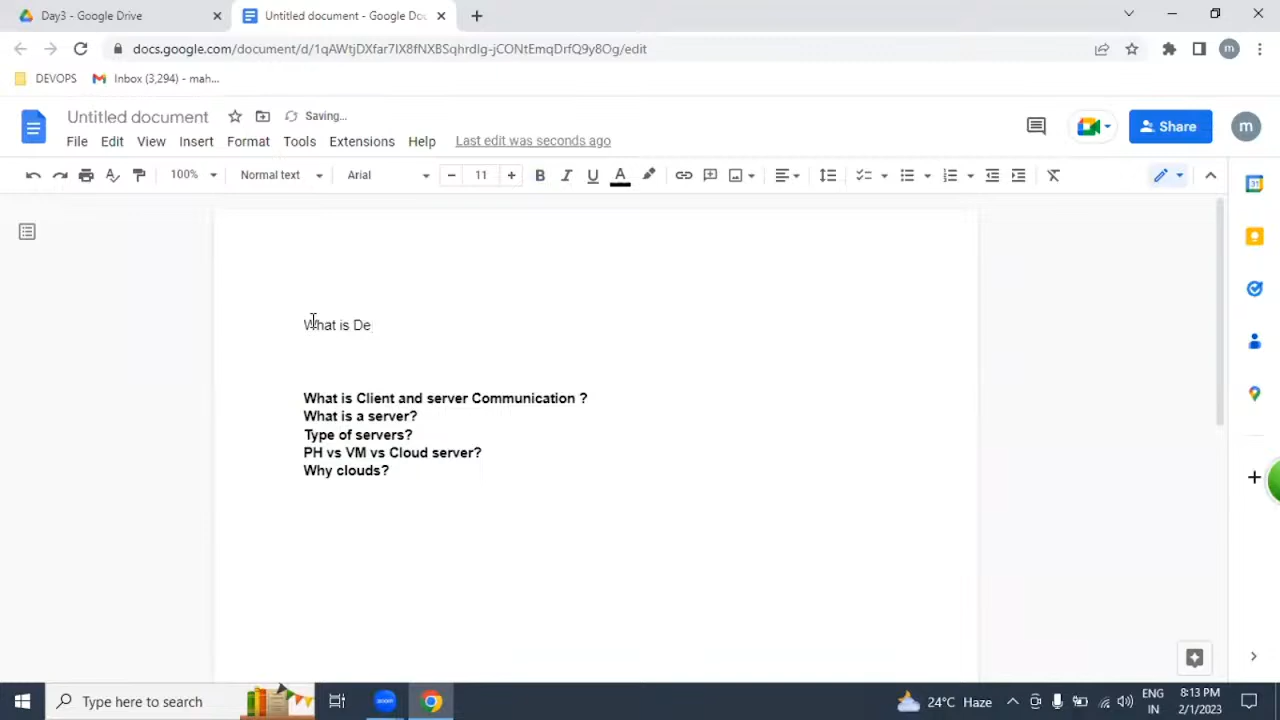 Day3 - Google Drive
Untitled document - Google Doc
docs.google.com/document/d/1qAWtjDXfar7IX8fNXBSqhrdlg-jCONtEmqDrfQ9y8Og/edit
m
DEVOPS
Inbox (3,294) - mah...
Untitled document
Saving...
Share
m
File Edit View Insert Format Tools Extensions Help Last edit was seconds ago
100% Normal text Arial 11 B I U A
31
What is De
What is Client and server Communication ?
What is a server?
Type of servers?
PH vs VM vs Cloud server?
Why clouds?
Type here to search
zoom
24°C Haze
ENG
IN
8:13 PM
2/1/2023